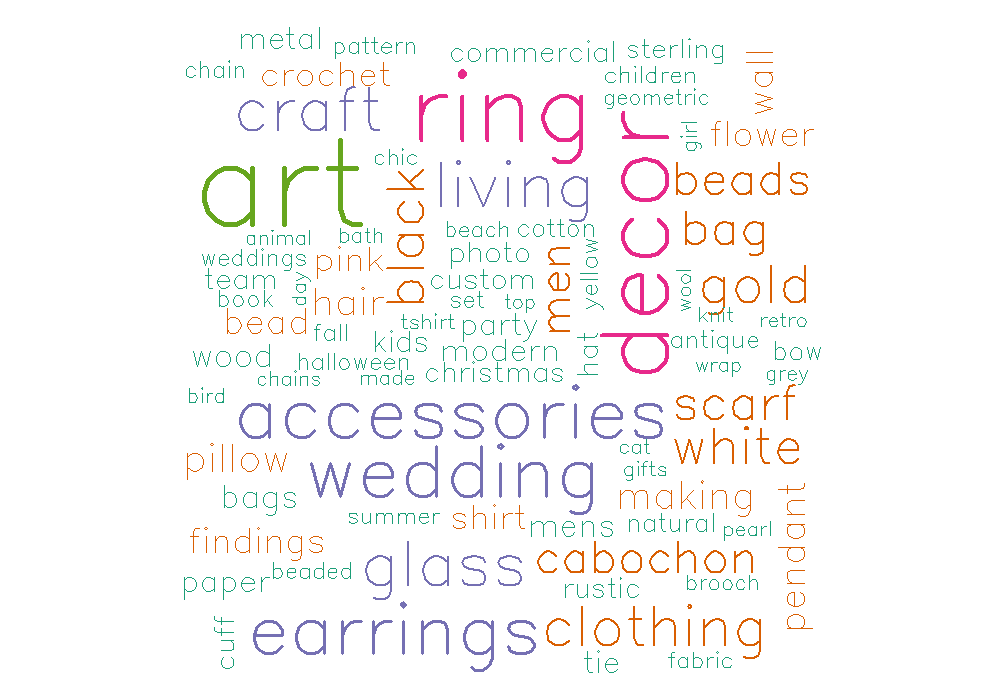 metal
pattern
commercial
sterling
wall
chain
crochet
children
geometric
craft
ring
decor
girl
flower
art
chic
black
living
beads
beach
cotton
bag
animal
bath
weddings
pink
photo
men
yellow
team
day
custom
wool
gold
book
hair
set
top
bead
fall
tshirt
party
knit
retro
kids
hat
antique
wood
halloween
modern
bow
chains
made
christmas
wrap
grey
bird
accessories
scarf
white
cat
pillow
wedding
gifts
bags
making
pendant
summer
shirt
mens
natural
pearl
findings
glass
cabochon
paper
beaded
rustic
brooch
cuff
earrings
clothing
tie
fabric